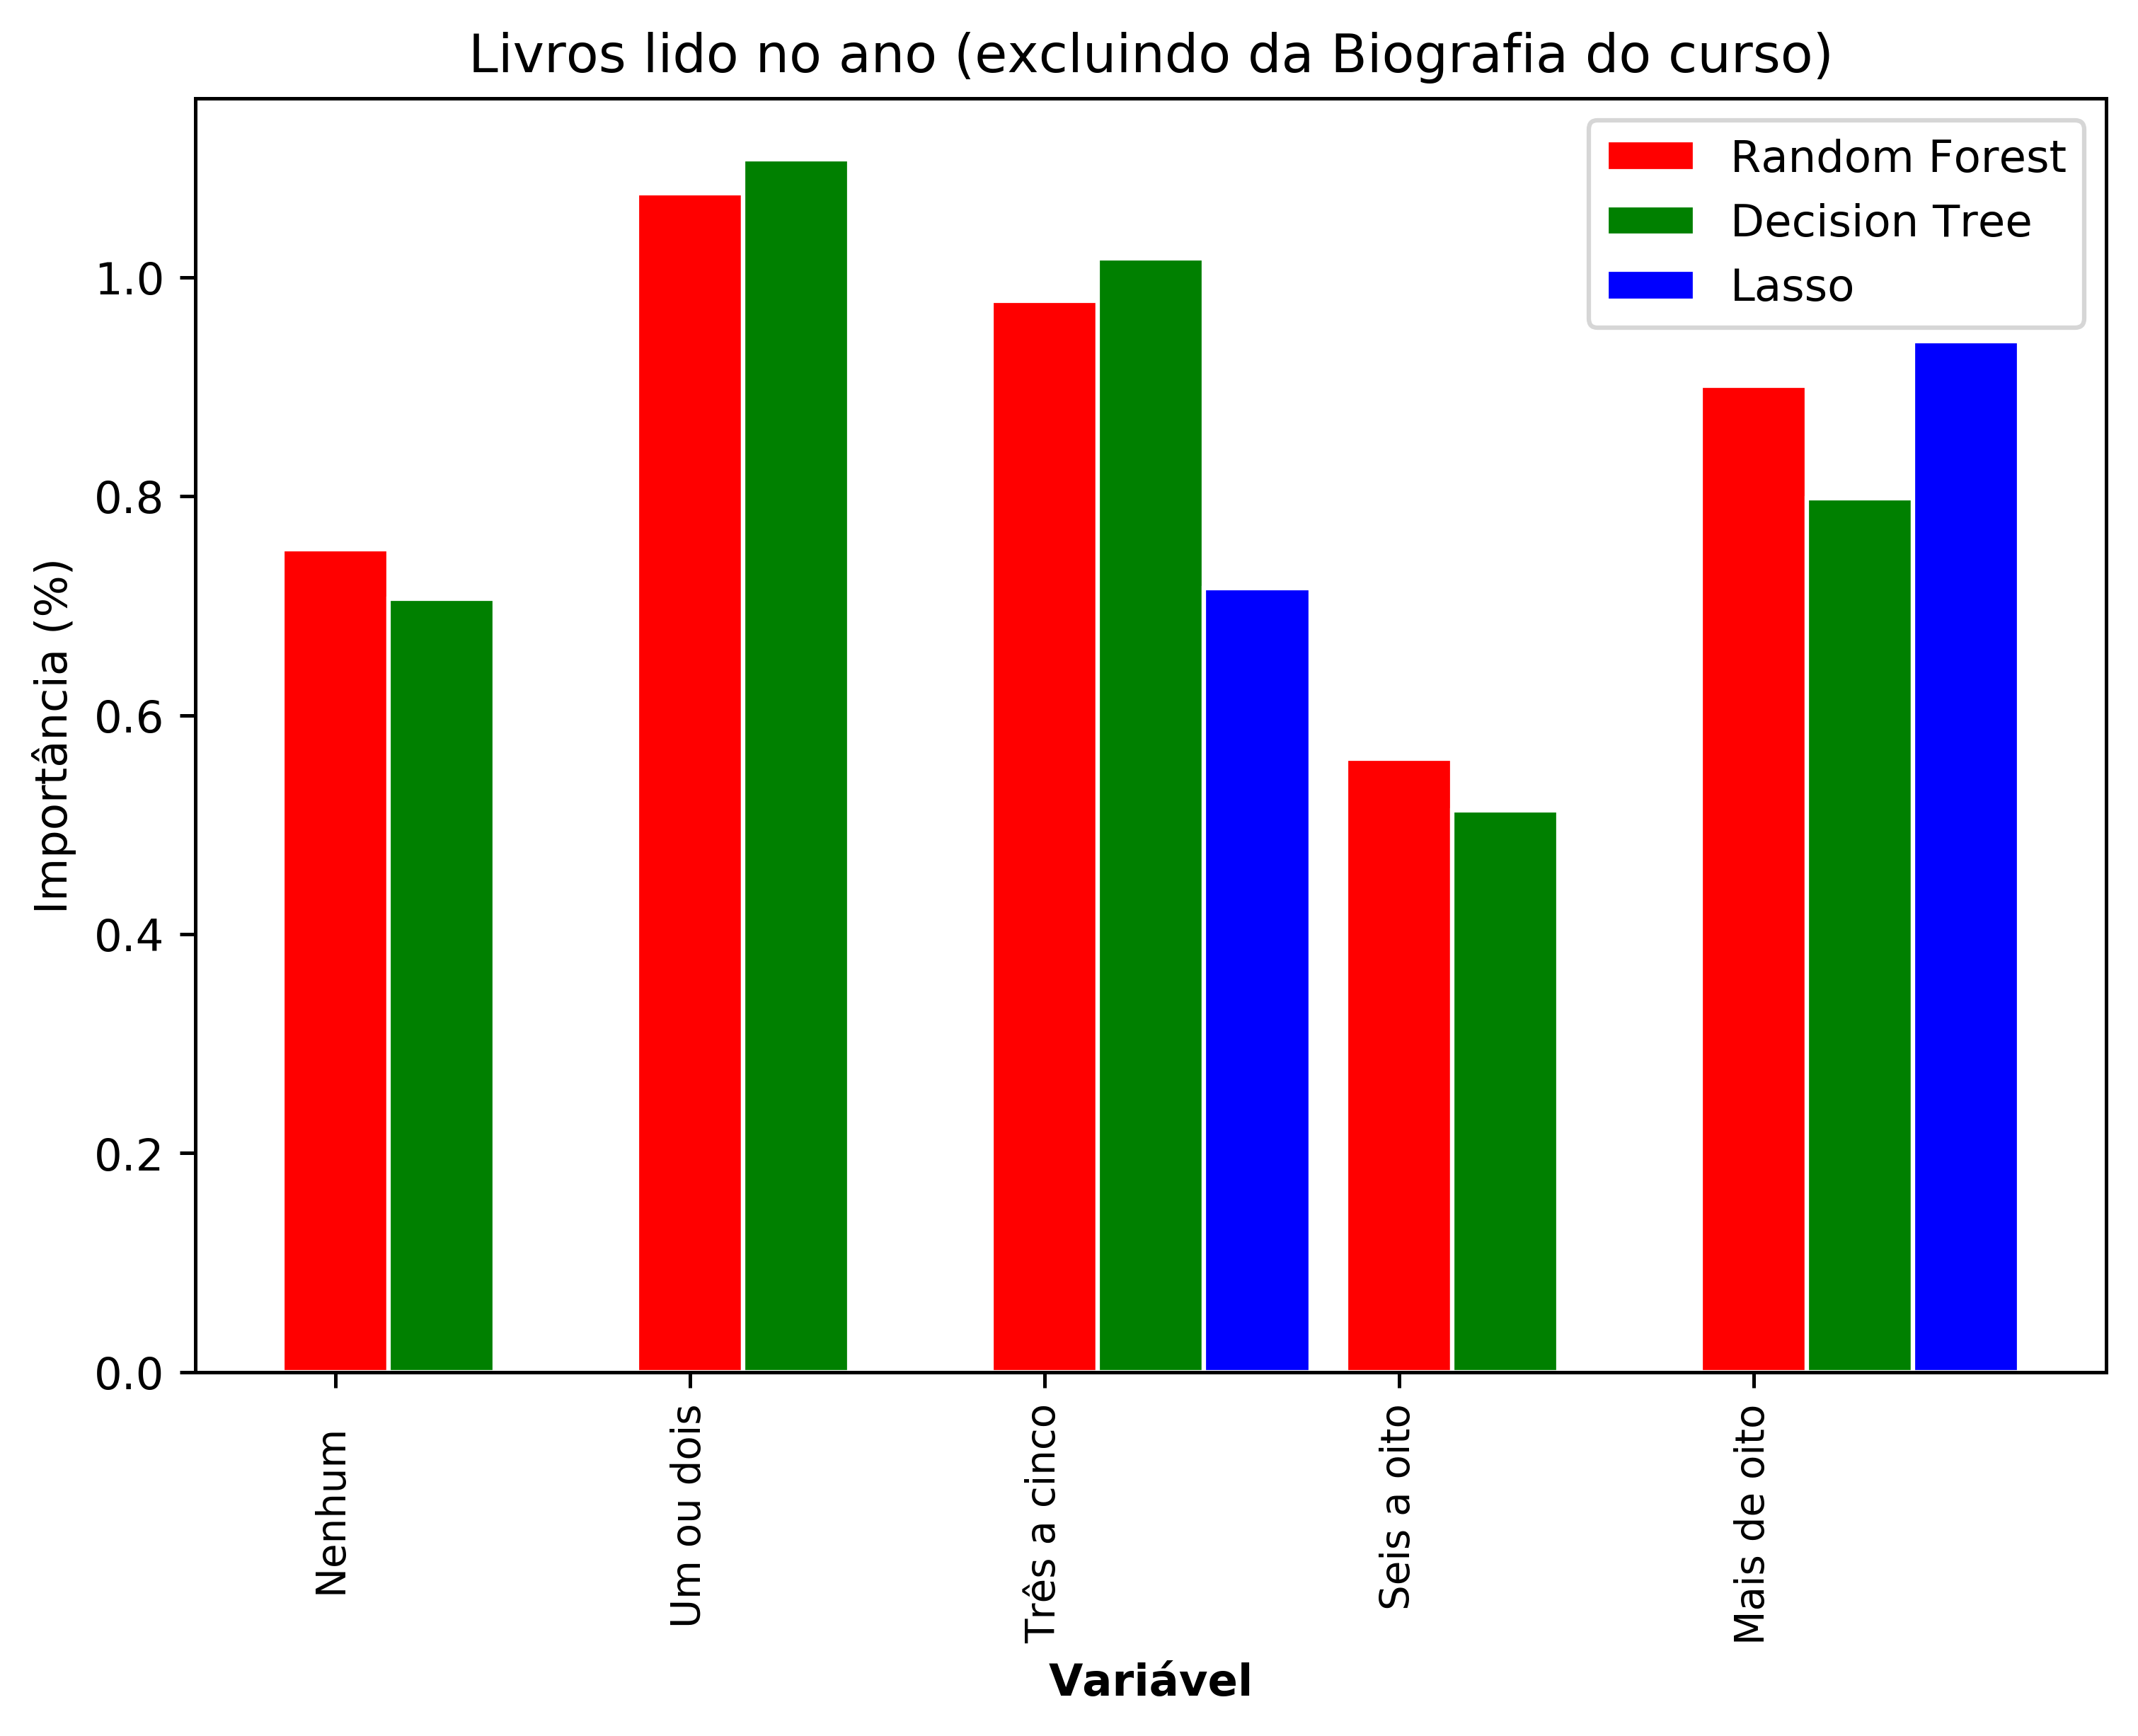 Livros lido no ano (excluindo da Biografia do curso)
Random Forest
Decision Tree
Lasso
Importância (%)
1.0
0.8
0.6
0.4
0.2
0.0
Nenhum
Um ou dois
Três a cinco
Seis a oito
Mais de oito
Variável